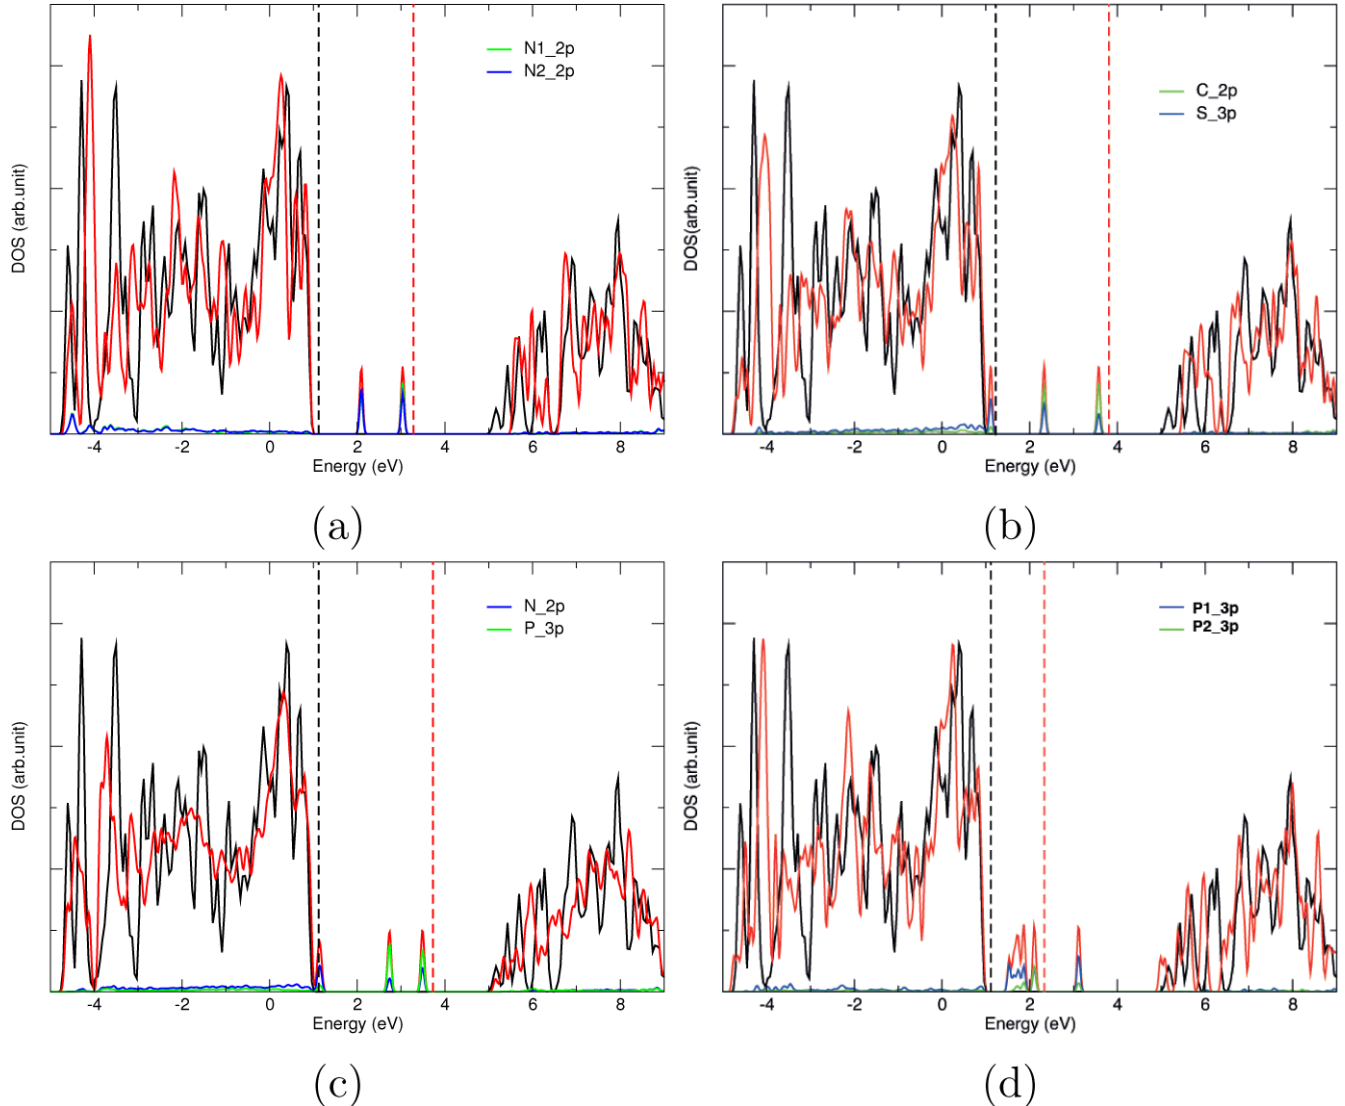 N1_2p
N2_2p
DOS (arb.unit)
-4 -2 0 2 4 6 8
Energy (eV)
(a)
C_2p
S_3p
DOS(arb.unit)
-4 -2 0 2 4 6 8
Energy (eV)
(b)
N_2p
P_3p
DOS (arb.unit)
-4 -2 0 2 4 6 8
Energy (eV)
(c)
P1_3p
P2_3p
DOS (arb.unit)
-4 -2 0 2 4 6 8
Energy (eV)
(d)